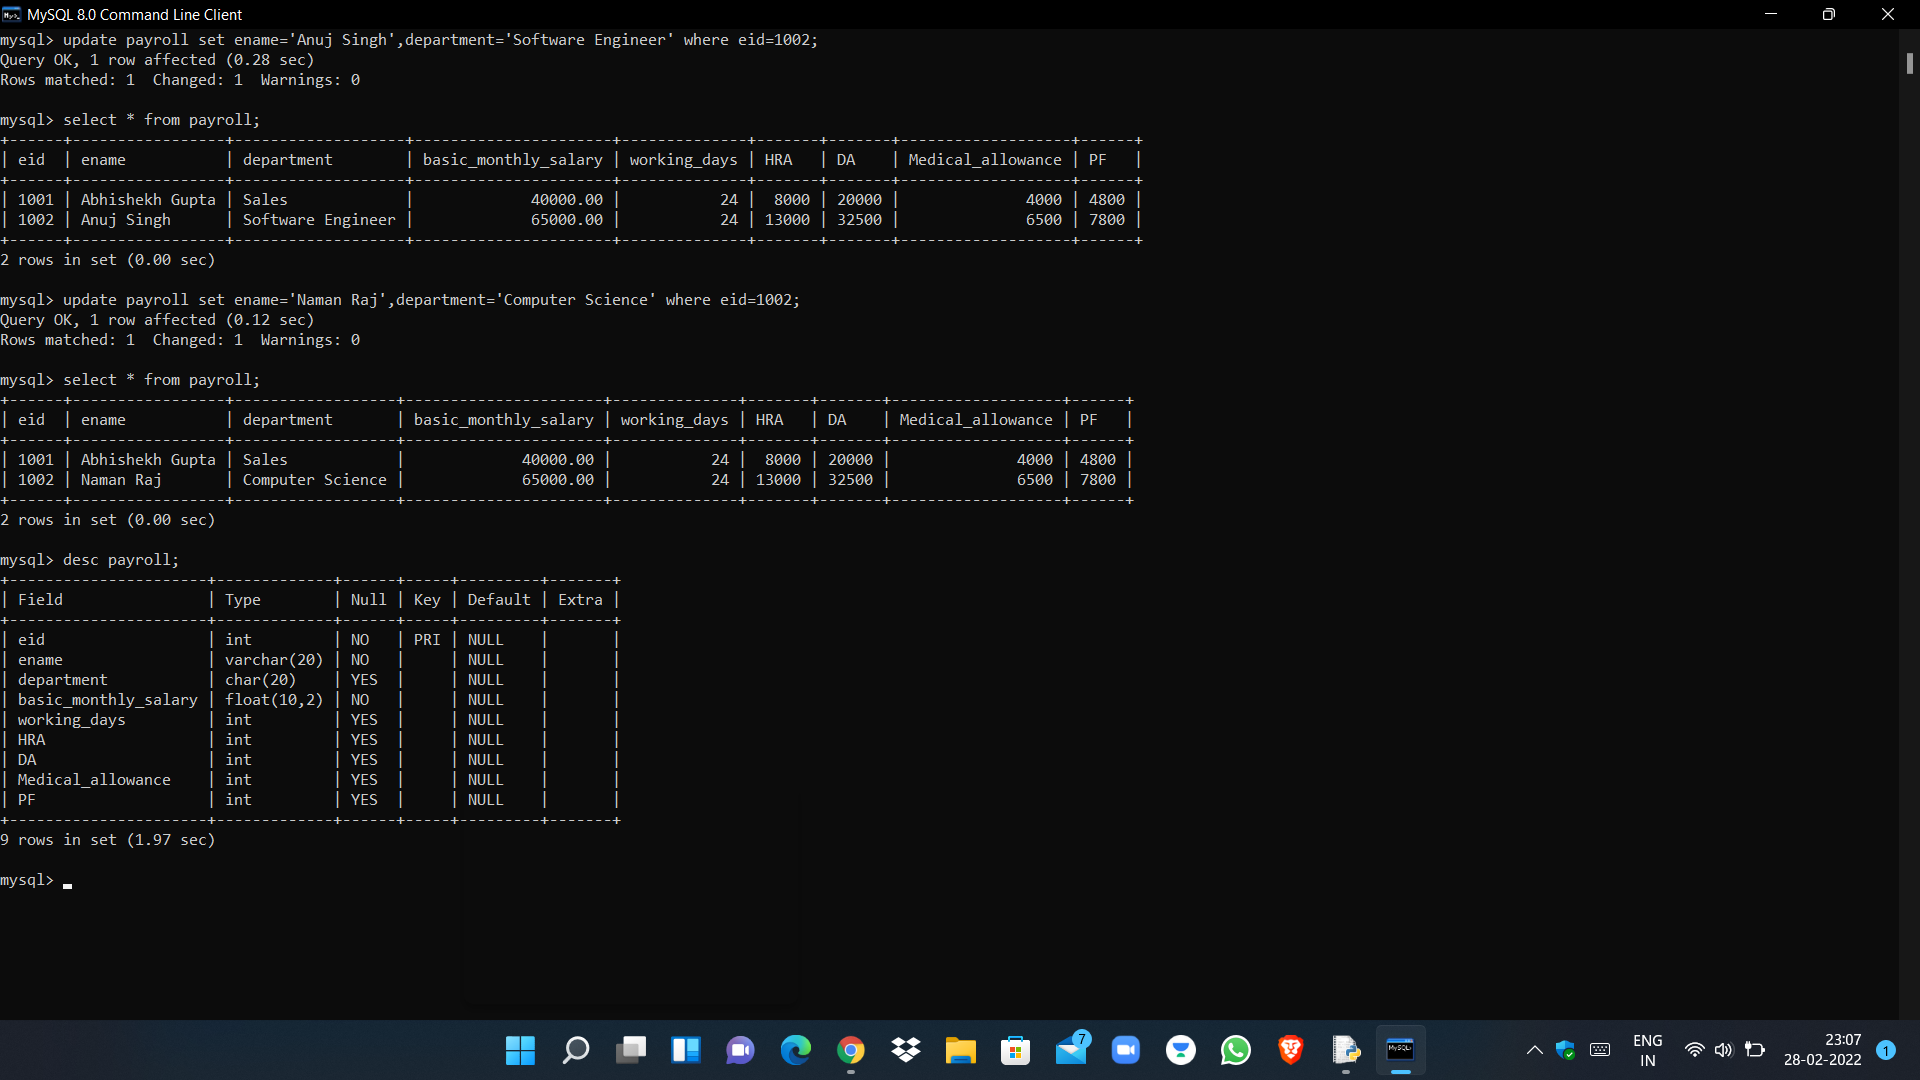 MySQL 8.0 Command Line Client
mysql> update payroll set ename='Anuj Singh',department='Software Engineer' where eid=1002;
Query OK, 1 row affected (0.28 sec)
Rows matched: 1  Changed: 1  Warnings: 0
mysql> select * from payroll;
+------+-----------------+-------------------+----------------------+--------------+-------+-------+-------------------+------+
| eid  | ename           | department        | basic_monthly_salary | working_days | HRA   | DA    | Medical_allowance | PF   |
+------+-----------------+-------------------+----------------------+--------------+-------+-------+-------------------+------+
| 1001 | Abhishekh Gupta | Sales             |             40000.00 |           24 |  8000 | 20000 |              4000 | 4800 |
| 1002 | Anuj Singh      | Software Engineer |             65000.00 |           24 | 13000 | 32500 |              6500 | 7800 |
+------+-----------------+-------------------+----------------------+--------------+-------+-------+-------------------+------+
2 rows in set (0.00 sec)
mysql> update payroll set ename='Naman Raj',department='Computer Science' where eid=1002;
Query OK, 1 row affected (0.12 sec)
Rows matched: 1  Changed: 1  Warnings: 0
mysql> select * from payroll;
+------+-----------------+------------------+----------------------+--------------+-------+-------+-------------------+------+
| eid  | ename           | department       | basic_monthly_salary | working_days | HRA   | DA    | Medical_allowance | PF   |
+------+-----------------+------------------+----------------------+--------------+-------+-------+-------------------+------+
| 1001 | Abhishekh Gupta | Sales            |             40000.00 |           24 |  8000 | 20000 |              4000 | 4800 |
| 1002 | Naman Raj       | Computer Science |             65000.00 |           24 | 13000 | 32500 |              6500 | 7800 |
+------+-----------------+------------------+----------------------+--------------+-------+-------+-------------------+------+
2 rows in set (0.00 sec)
mysql> desc payroll;
+----------------------+-------------+------+-----+---------+-------+
| Field                | Type        | Null | Key | Default | Extra |
+----------------------+-------------+------+-----+---------+-------+
| eid                  | int         | NO   | PRI | NULL    |       |
| ename                | varchar(20) | NO   |     | NULL    |       |
| department           | char(20)    | YES  |     | NULL    |       |
| basic_monthly_salary | float(10,2) | NO   |     | NULL    |       |
| working_days         | int         | YES  |     | NULL    |       |
| HRA                  | int         | YES  |     | NULL    |       |
| DA                   | int         | YES  |     | NULL    |       |
| Medical_allowance    | int         | YES  |     | NULL    |       |
| PF                   | int         | YES  |     | NULL    |       |
+----------------------+-------------+------+-----+---------+-------+
9 rows in set (1.97 sec)
mysql>
7
MySQL>
ENG
IN
23:07
28-02-2022
1